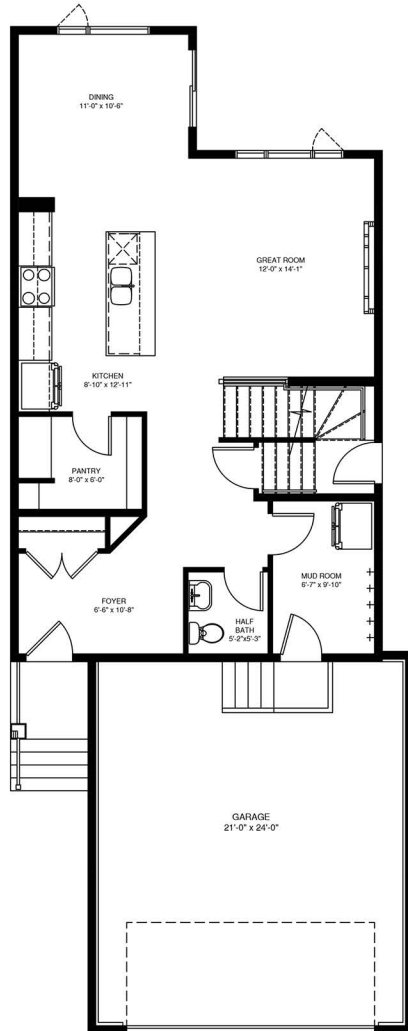 DINING
11'-0" x 10'-6"
GREAT ROOM
12'-0" x 14'-1"
KITCHEN
8'-10" x 12'-11"
PANTRY
8'-0" x 6'-0"
MUD ROOM
6'-7" x 9'-10"
FOYER
6'-6" x 10'-8"
HALF
BATH
5'-2"x5'-3"
GARAGE
21'-0" x 24'-0"